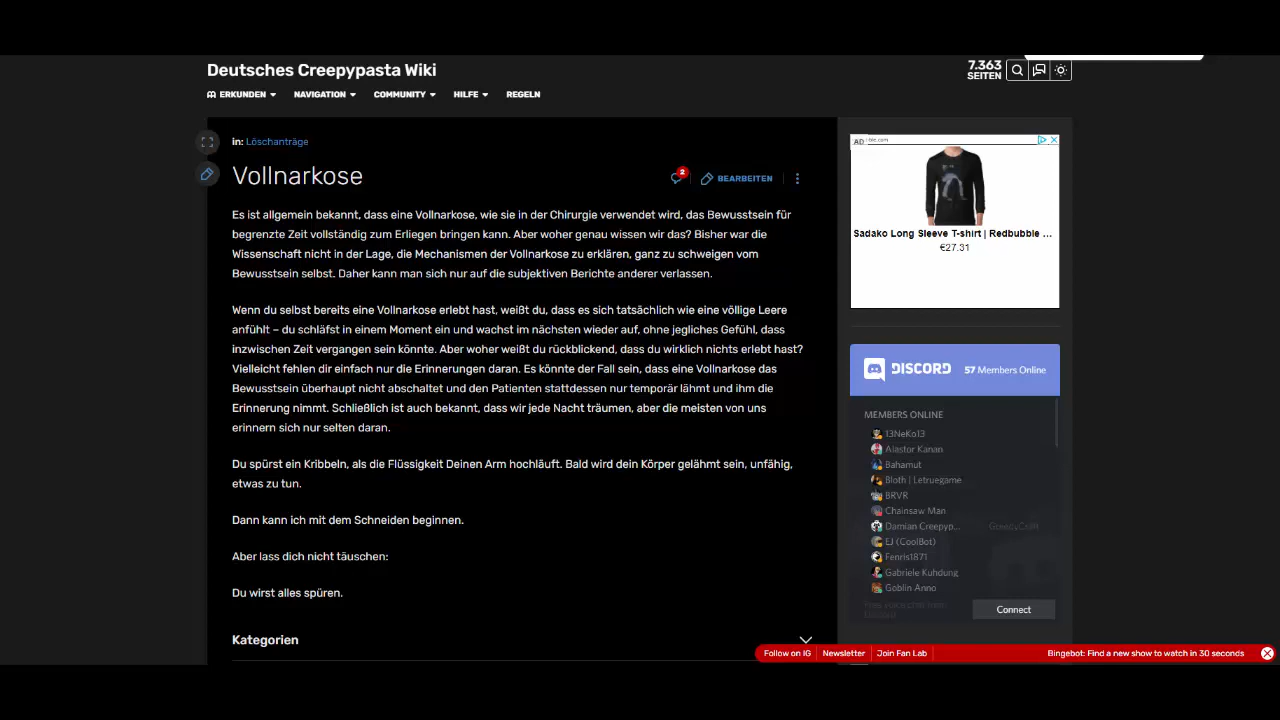 Deutsches Creepypasta Wiki
7.363
SEITEN
ERKUNDEN NAVIGATION COMMUNITY HILFE REGELN
in: Löschanträge
Vollnarkose
2
BEARBEITEN
Es ist allgemein bekannt, dass eine Vollnarkose, wie sie in der Chirurgie verwendet wird, das Bewusstsein für
begrenzte Zeit vollständig zum Erliegen bringen kann. Aber woher genau wissen wir das? Bisher war die
Wissenschaft nicht in der Lage, die Mechanismen der Vollnarkose zu erklären, ganz zu schweigen vom
Bewusstsein selbst. Daher kann man sich nur auf die subjektiven Berichte anderer verlassen.
Wenn du selbst bereits eine Vollnarkose erlebt hast, weißt du, dass es sich tatsächlich wie eine völlige Leere
anfühlt – du schläfst in einem Moment ein und wachst im nächsten wieder auf, ohne jegliches Gefühl, dass
inzwischen Zeit vergangen sein könnte. Aber woher weißt du rückblickend, dass du wirklich nichts erlebt hast?
Vielleicht fehlen dir einfach nur die Erinnerungen daran. Es könnte der Fall sein, dass eine Vollnarkose das
Bewusstsein überhaupt nicht abschaltet und den Patienten stattdessen nur temporär lähmt und ihm die
Erinnerung nimmt. Schließlich ist auch bekannt, dass wir jede Nacht träumen, aber die meisten von uns
erinnern sich nur selten daran.
Du spürst ein Kribbeln, als die Flüssigkeit Deinen Arm hochläuft. Bald wird dein Körper gelähmt sein, unfähig,
etwas zu tun.
Dann kann ich mit dem Schneiden beginnen.
Aber lass dich nicht täuschen:
Du wirst alles spüren.
Kategorien
AD
Sadako Long Sleeve T-shirt | Redbubble ...
€27.31
DISCORD 57 Members Online
MEMBERS ONLINE
13NeKo13
Alastor Kanan
Bahamut
Bloth | Letruegame
BRVR
Chainsaw Man
Damian Creepyp...
EJ (CoolBot)
Fenris1871
Gabriele Kuhdung
Goblin Anno
Connect
Follow on IG Newsletter Join Fan Lab Bingebot: Find a new show to watch in 30 seconds